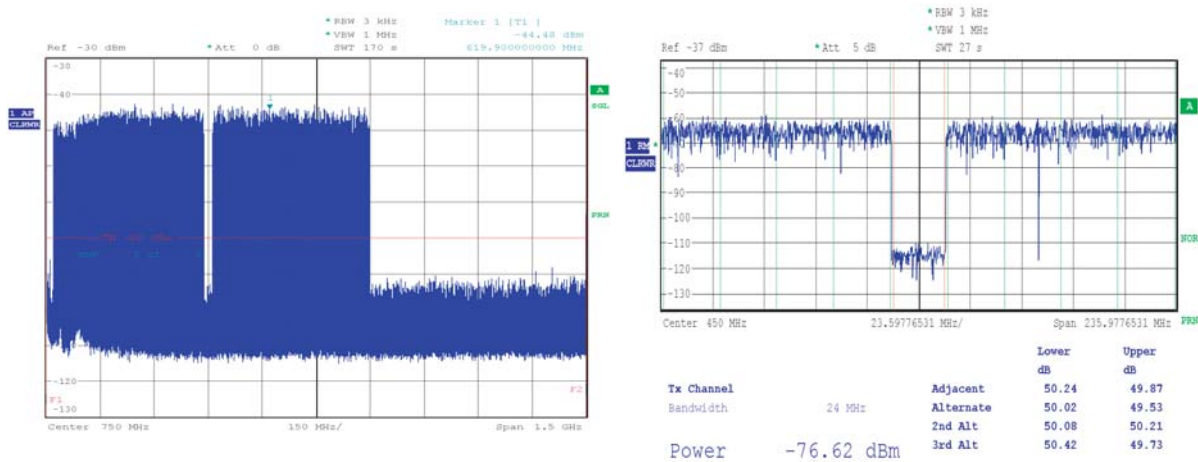 * RBW 3 kHz Marker 1 [T1 ]
* VBW 1 MHz -44.48 dBm
Ref -30 dBm * Att 0 dB SWT 170 s 619.900000000 MHz
-30
-40
1
1 AP
CLRWR
A
SGL
PRN
-120
-130
F1
F2
Center 750 MHz 150 MHz/ Span 1.5 GHz
* RBW 3 kHz
* VBW 1 MHz
Ref -37 dBm * Att 5 dB SWT 27 s
-40
-50
-60
-70
-80
-90
-100
-110
-120
-130
1 RM *
CLRWR
A
NOR
PRN
Center 450 MHz 23.59776531 MHz/ Span 235.9776531 MHz
Lower Upper
dB dB
Tx Channel Adjacent 50.24 49.87
Bandwidth 24 MHz Alternate 50.02 49.53
2nd Alt 50.08 50.21
Power -76.62 dBm 3rd Alt 50.42 49.73